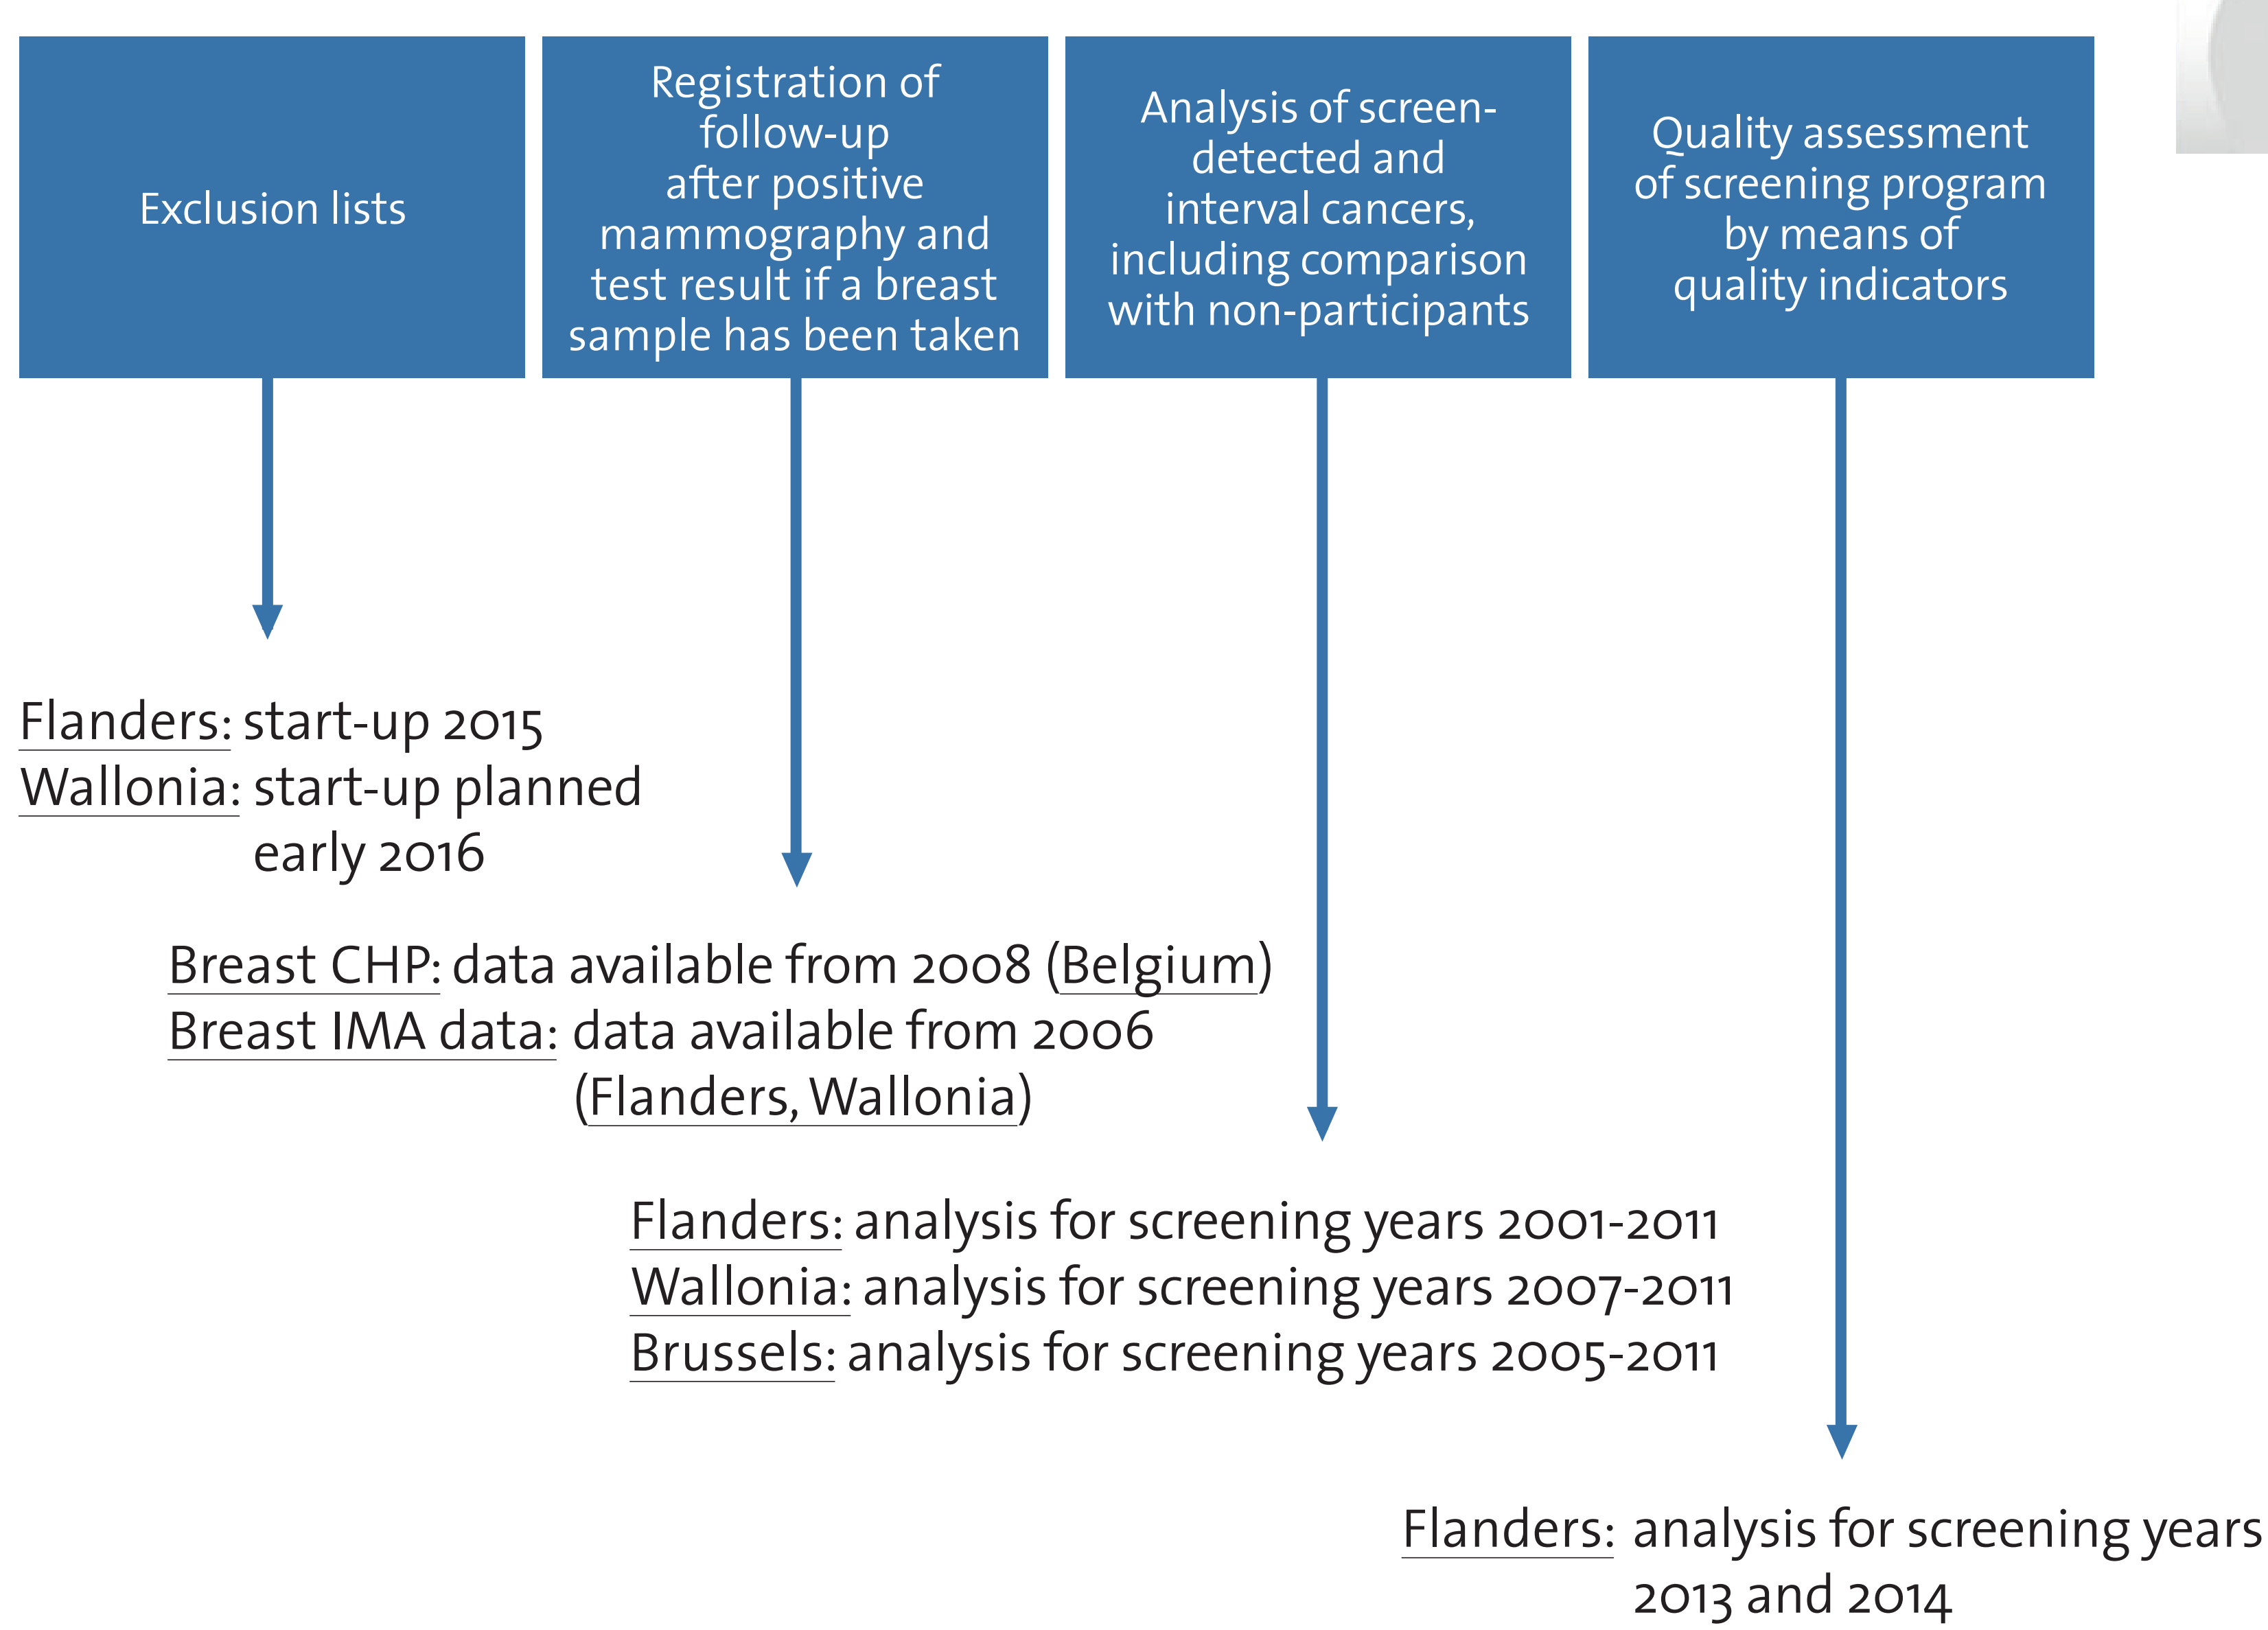 Exclusion lists
Registration of
follow-up
after positive
mammography and
test result if a breast
sample has been taken
Analysis of screen-
detected and
interval cancers,
including comparison
with non-participants
Quality assessment
of screening program
by means of
quality indicators
Flanders: start-up 2015
Wallonia: start-up planned
early 2016
Breast CHP: data available from 2008 (Belgium)
Breast IMA data: data available from 2006
(Flanders, Wallonia)
Flanders: analysis for screening years 2001-2011
Wallonia: analysis for screening years 2007-2011
Brussels: analysis for screening years 2005-2011
Flanders: analysis for screening years
2013 and 2014